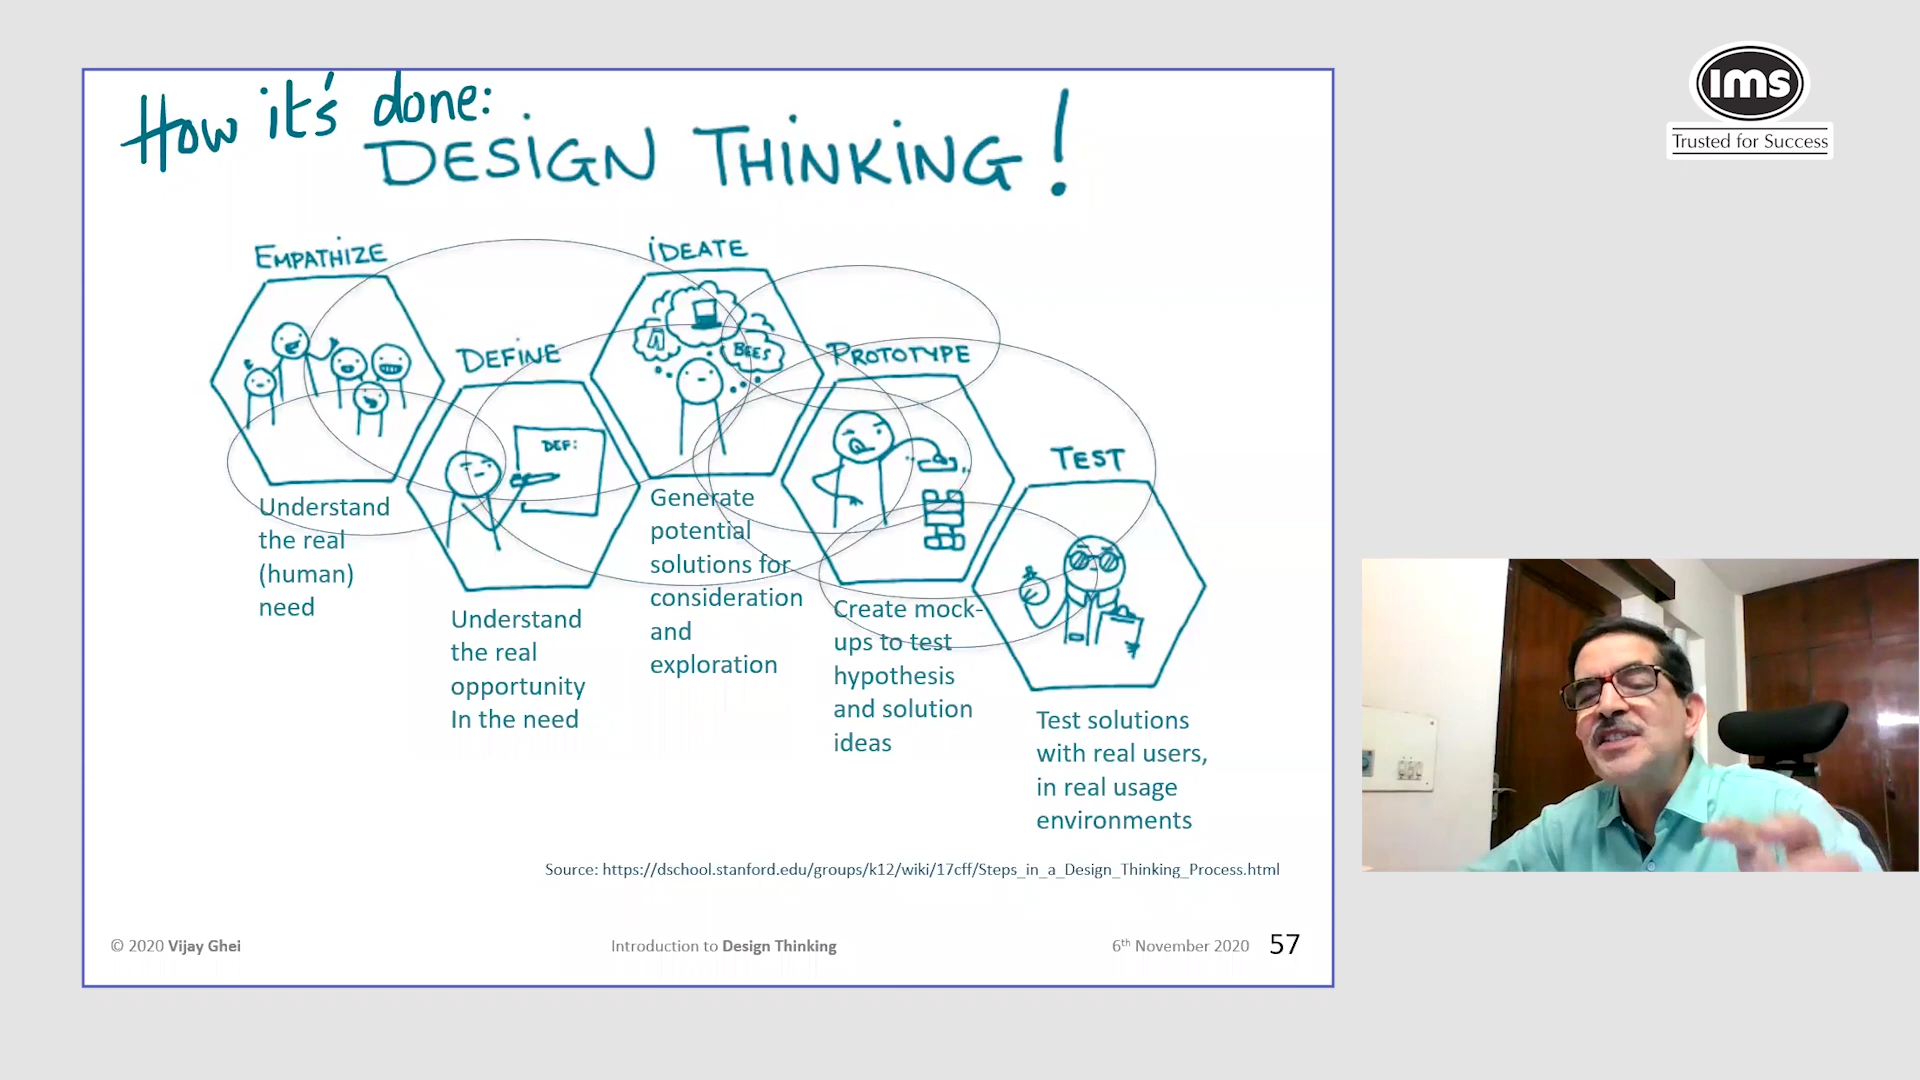 How it's done:
DESIGN THINKING!
EMPATHIZE
Understand
the real
(human)
need
DEFINE
DEF:
Understand
the real
opportunity
In the need
IDEATE
BEES
Generate
potential
solutions for
consideration
and
exploration
PROTOTYPE
Create mock-
ups to test
hypothesis
and solution
ideas
TEST
Test solutions
with real users,
in real usage
environments
Source: https://dschool.stanford.edu/groups/k12/wiki/17cff/Steps_in_a_Design_Thinking_Process.html
© 2020 Vijay Ghei
Introduction to Design Thinking
6th November 2020 57
ims
Trusted for Success